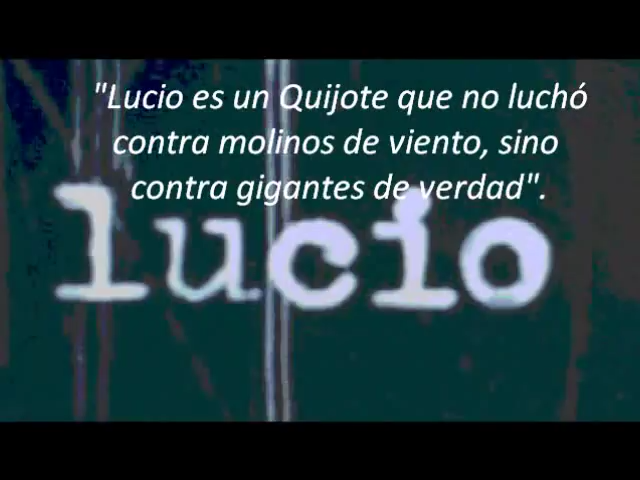 "Lucio es un Quijote que no luchó
contra molinos de viento, sino
contra gigantes de verdad".
lucio